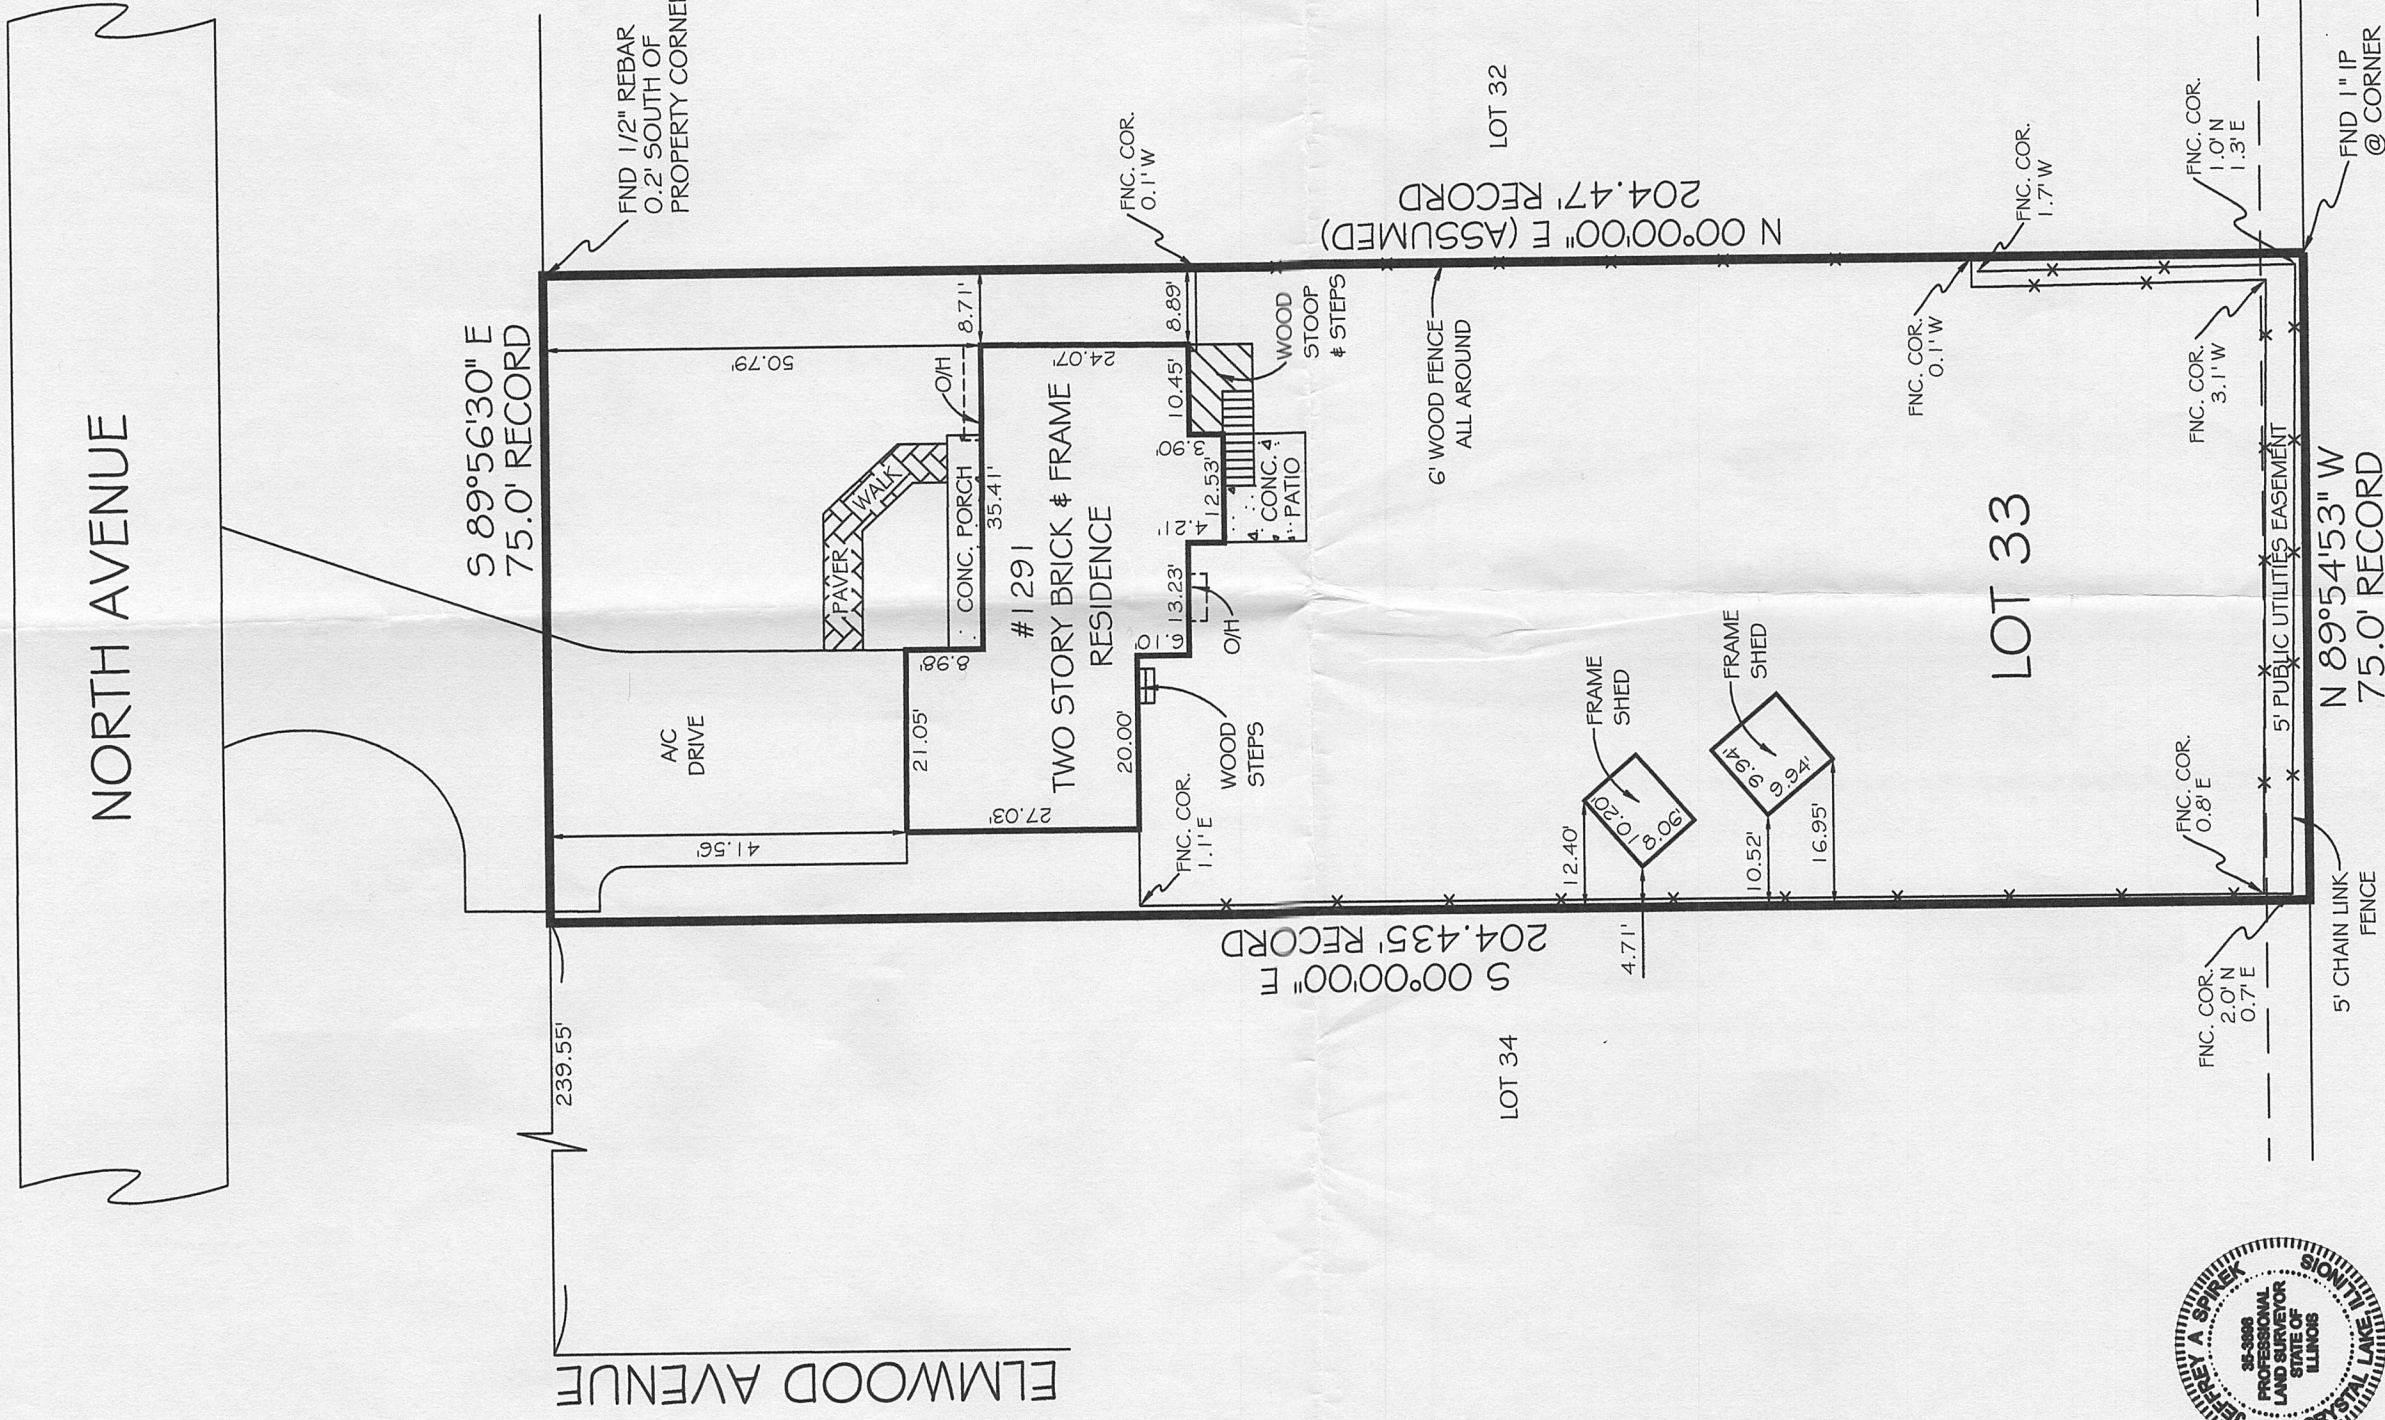 NORTH AVENUE
S 89°56'30" E
75.0' RECORD
FND 1/2" REBAR
0.2' SOUTH OF
PROPERTY CORNER
239.55'
ELMWOOD AVENUE
A/C
DRIVE
41.56'
50.79'
PAVER
WALK
O/H
8.71'
CONC. PORCH
35.41'
8.98'
21.05'
27.03'
20.00'
#1291
TWO STORY BRICK & FRAME
RESIDENCE
24.07'
8.89'
10.45'
3.90'
12.53'
4.21'
13.23'
O/H
CONC.
PATIO
WOOD
STOOP
& STEPS
WOOD
STEPS
FNC. COR.
1.1' E
FNC. COR.
0.1' W
LOT 32
N 00°00'00" E (ASSUMED)
204.47' RECORD
6' WOOD FENCE
ALL AROUND
S 00°00'00" E
204.435' RECORD
LOT 34
12.40'
4.71'
10.20'
8.06'
FRAME
SHED
10.52'
16.95'
9.94'
9.94'
FRAME
SHED
LOT 33
FNC. COR.
0.1' W
FNC. COR.
1.7' W
FNC. COR.
3.1' W
FNC. COR.
1.0' N
1.3' E
FNC. COR.
0.8' E
FNC. COR.
2.0' N
0.7' E
5' PUBLIC UTILITIES EASEMENT
N 89°54'53" W
75.0' RECORD
5' CHAIN LINK
FENCE
FND 1" IP
@ CORNER
EFFREY A SPIREK
PROFESSIONAL
LAND SURVEYOR
STATE OF
ILLINOIS
RYSTAL LAKE, ILLINOIS